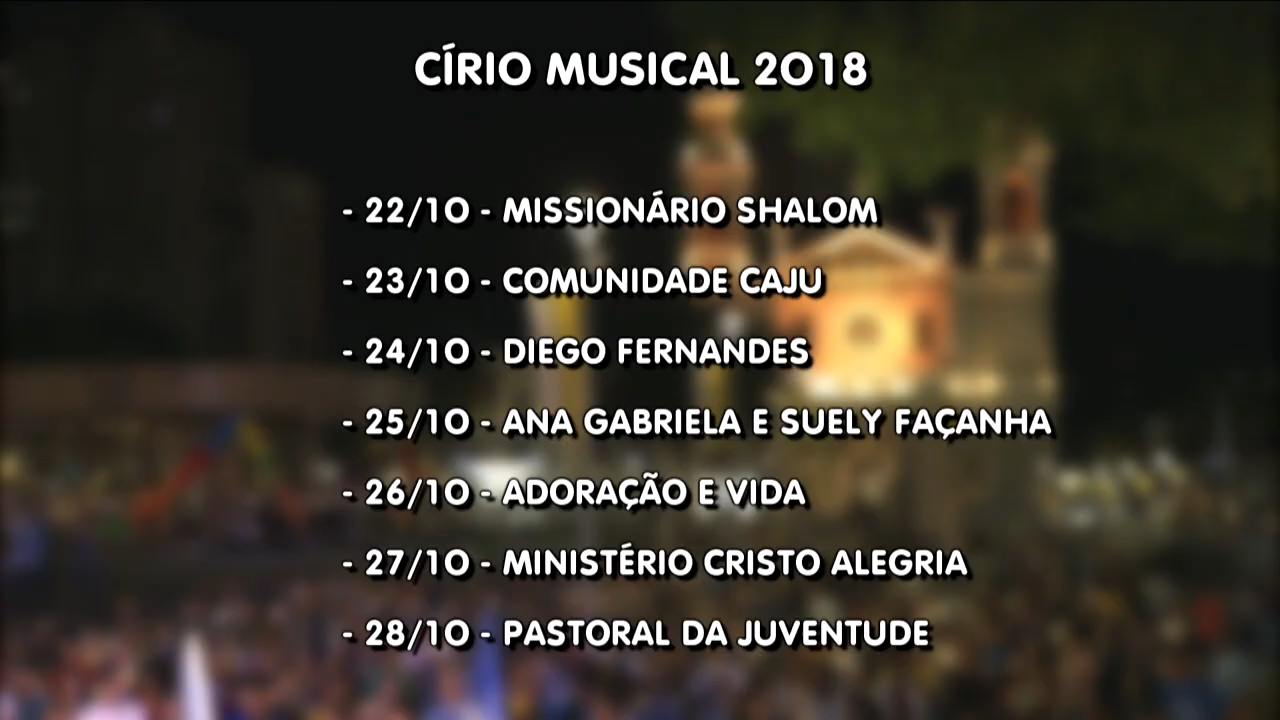 CÍRIO MUSICAL 2018
- 22/10 - MISSIONÁRIO SHALOM
- 23/10 - COMUNIDADE CAJU
- 24/10 - DIEGO FERNANDES
- 25/10 - ANA GABRIELA E SUELY FAÇANHA
- 26/10 - ADORAÇÃO E VIDA
- 27/10 - MINISTÉRIO CRISTO ALEGRIA
- 28/10 - PASTORAL DA JUVENTUDE